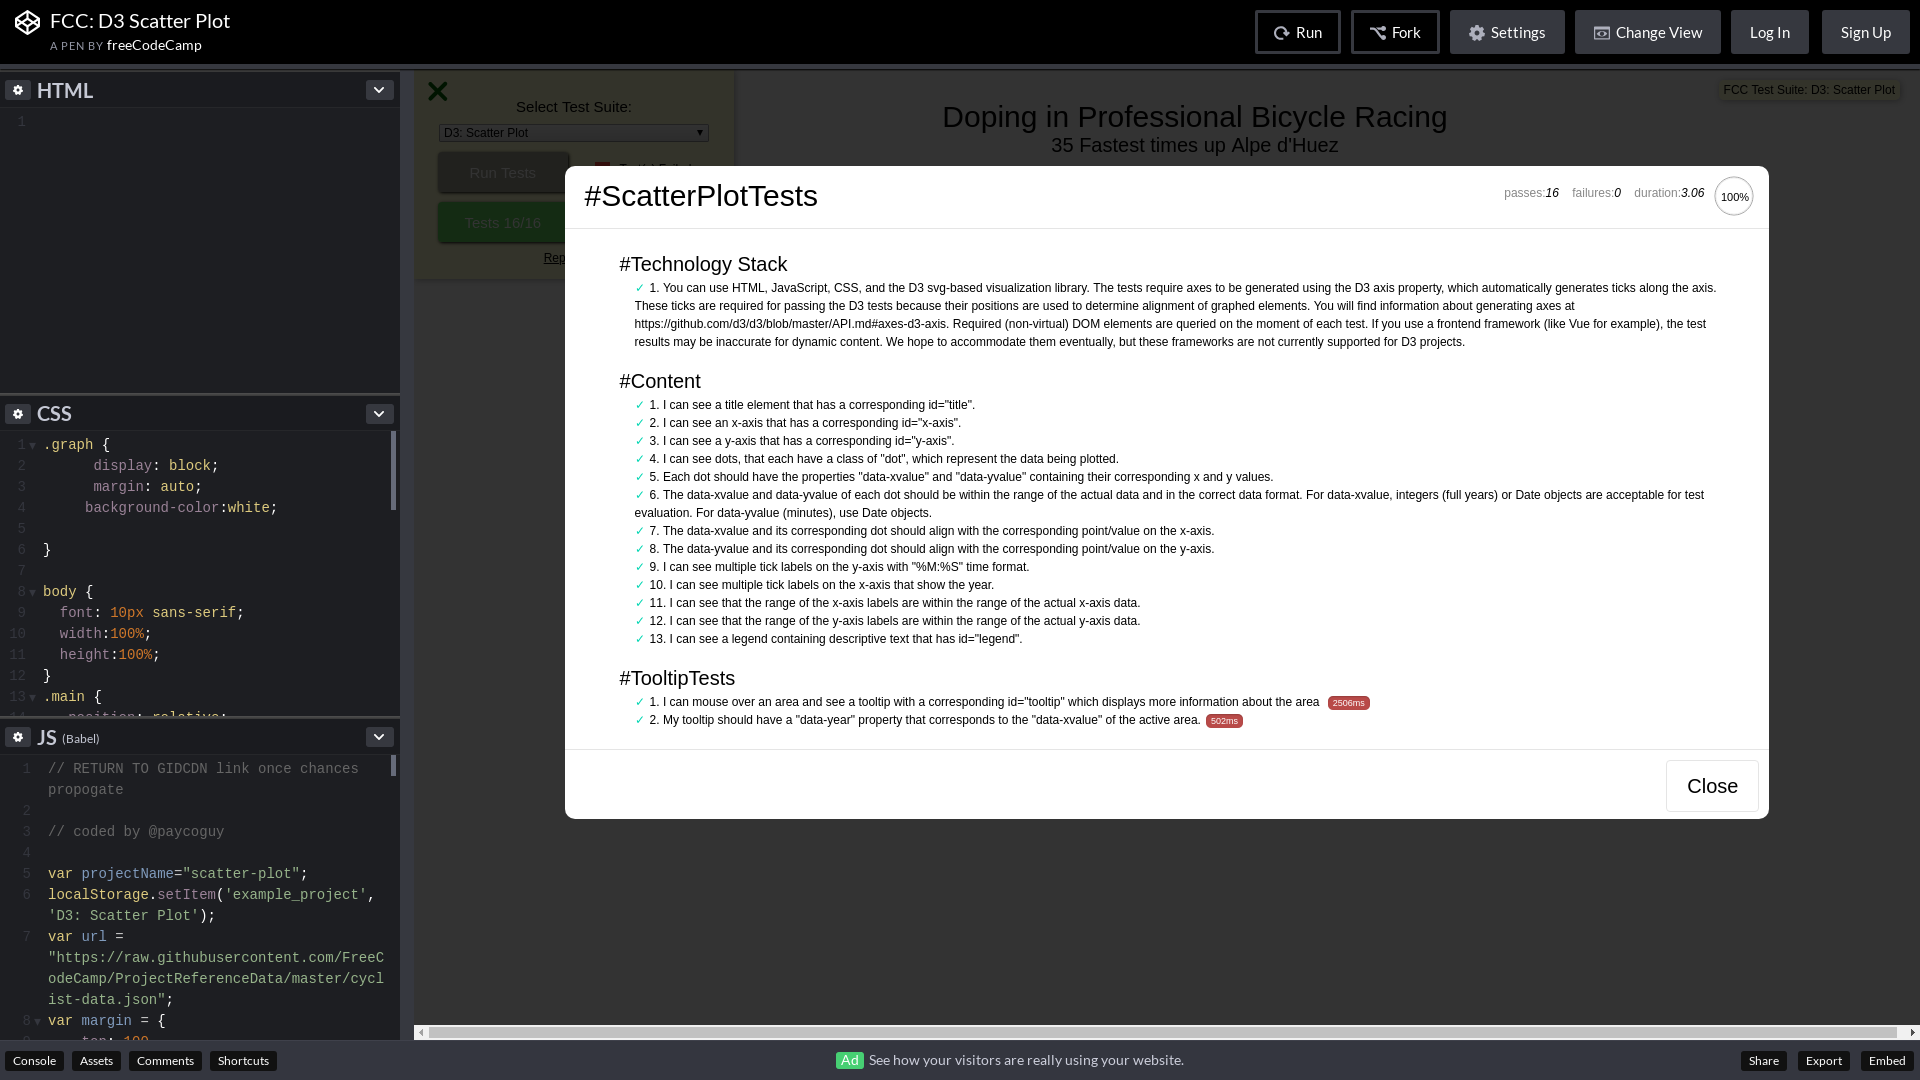 FCC: D3 Scatter Plot
A PEN BY freeCodeCamp
Run
Fork
Settings
Change View
Log In
Sign Up
HTML
1
CSS
1 .graph {
2 display: block;
3 margin: auto;
4 background-color:white;
5
6 }
7
8 body {
9 font: 10px sans-serif;
10 width:100%;
11 height:100%;
12 }
13 .main {
14 position: relative;
JS (Babel)
1 // RETURN TO GIDCDN link once chances
propogate
2
3 // coded by @paycoguy
4
5 var projectName="scatter-plot";
6 localStorage.setItem('example_project',
'D3: Scatter Plot');
7 var url =
"https://raw.githubusercontent.com/FreeC
odeCamp/ProjectReferenceData/master/cycl
ist-data.json";
8 var margin = {
9 top: 100
Select Test Suite:
D3: Scatter Plot
Run Tests
Tests 16/16
Doping in Professional Bicycle Racing
35 Fastest times up Alpe d'Huez
FCC Test Suite: D3: Scatter Plot
#ScatterPlotTests
passes:16 failures:0 duration:3.06 100%
#Technology Stack
✓ 1. You can use HTML, JavaScript, CSS, and the D3 svg-based visualization library. The tests require axes to be generated using the D3 axis property, which automatically generates ticks along the axis.
These ticks are required for passing the D3 tests because their positions are used to determine alignment of graphed elements. You will find information about generating axes at
https://github.com/d3/d3/blob/master/API.md#axes-d3-axis. Required (non-virtual) DOM elements are queried on the moment of each test. If you use a frontend framework (like Vue for example), the test
results may be inaccurate for dynamic content. We hope to accommodate them eventually, but these frameworks are not currently supported for D3 projects.
#Content
✓ 1. I can see a title element that has a corresponding id="title".
✓ 2. I can see an x-axis that has a corresponding id="x-axis".
✓ 3. I can see a y-axis that has a corresponding id="y-axis".
✓ 4. I can see dots, that each have a class of "dot", which represent the data being plotted.
✓ 5. Each dot should have the properties "data-xvalue" and "data-yvalue" containing their corresponding x and y values.
✓ 6. The data-xvalue and data-yvalue of each dot should be within the range of the actual data and in the correct data format. For data-xvalue, integers (full years) or Date objects are acceptable for test
evaluation. For data-yvalue (minutes), use Date objects.
✓ 7. The data-xvalue and its corresponding dot should align with the corresponding point/value on the x-axis.
✓ 8. The data-yvalue and its corresponding dot should align with the corresponding point/value on the y-axis.
✓ 9. I can see multiple tick labels on the y-axis with "%M:%S" time format.
✓ 10. I can see multiple tick labels on the x-axis that show the year.
✓ 11. I can see that the range of the x-axis labels are within the range of the actual x-axis data.
✓ 12. I can see that the range of the y-axis labels are within the range of the actual y-axis data.
✓ 13. I can see a legend containing descriptive text that has id="legend".
#TooltipTests
✓ 1. I can mouse over an area and see a tooltip with a corresponding id="tooltip" which displays more information about the area 2506ms
✓ 2. My tooltip should have a "data-year" property that corresponds to the "data-xvalue" of the active area. 502ms
Close
Console
Assets
Comments
Shortcuts
Ad See how your visitors are really using your website.
Share
Export
Embed